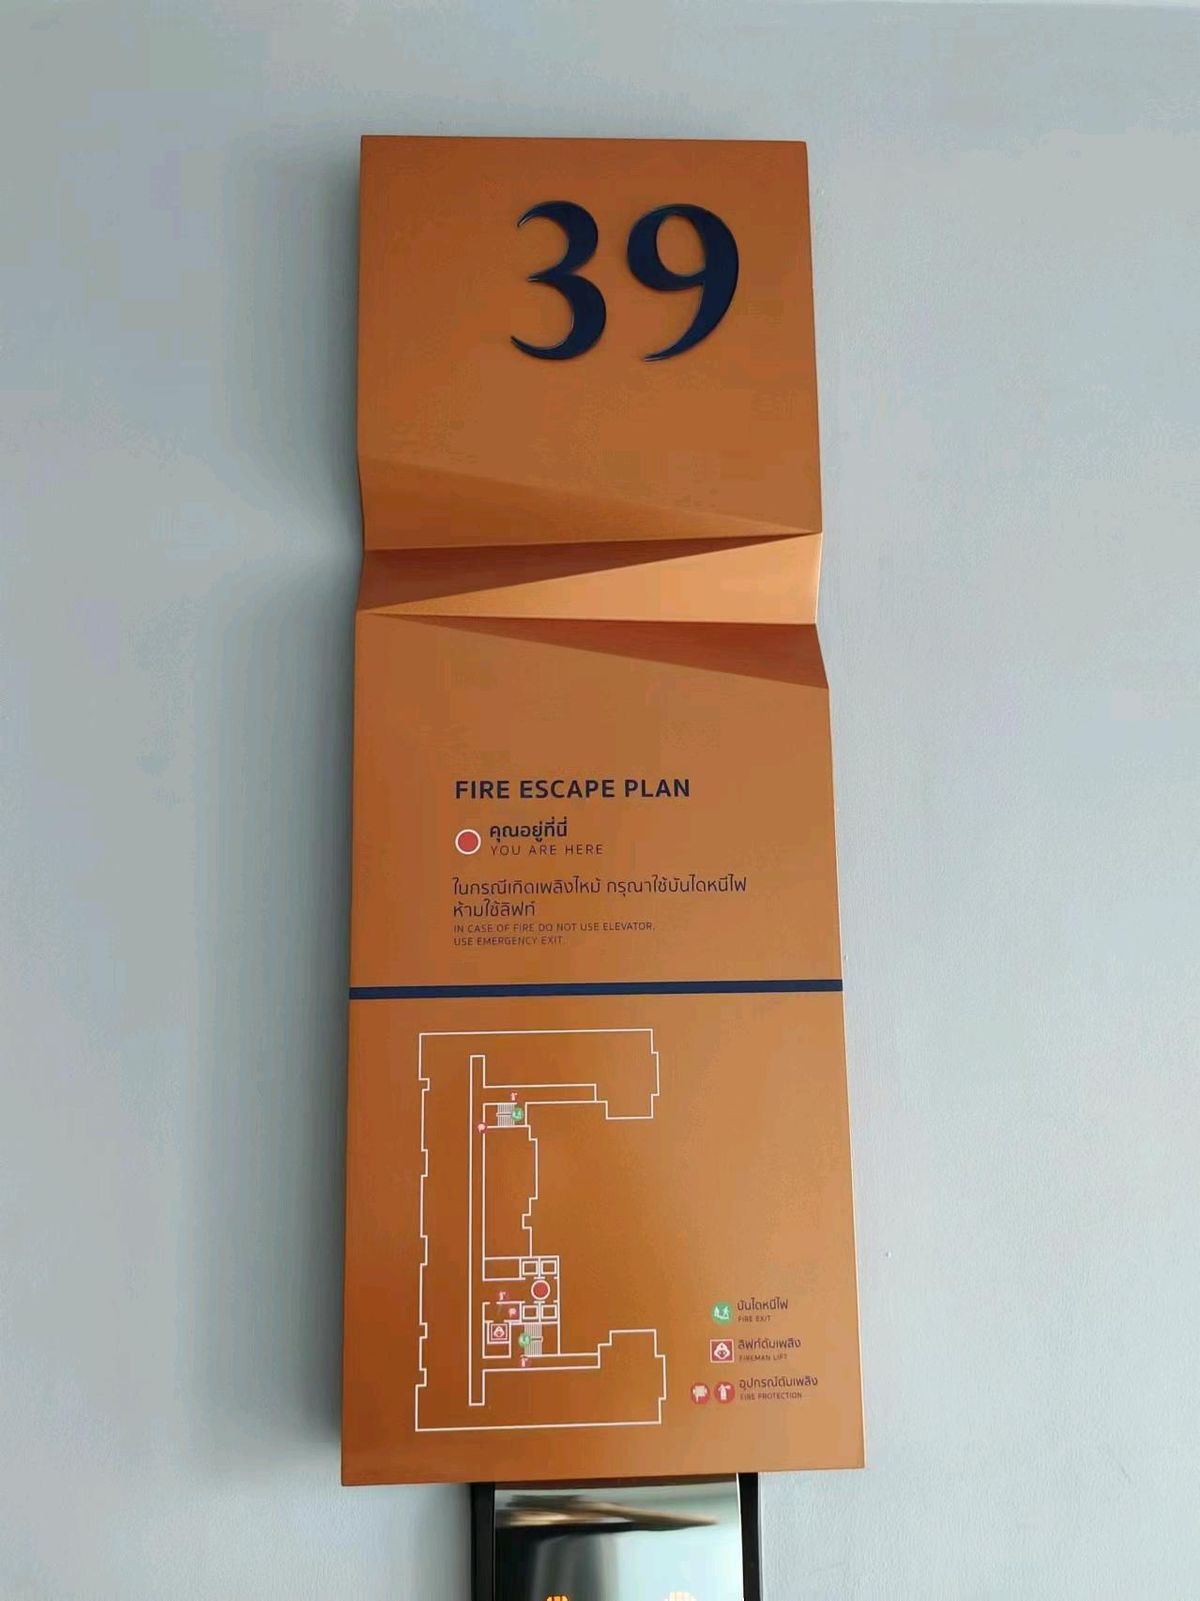 39
FIRE ESCAPE PLAN
คุณอยู่ที่นี่
YOU ARE HERE
ในกรณีเกิดเพลิงไหม้ กรุณาใช้บันไดหนีไฟ
ห้ามใช้ลิฟท์
IN CASE OF FIRE DO NOT USE ELEVATOR,
USE EMERGENCY EXIT
บันไดหนีไฟ
FIRE EXIT
ลิฟท์ดับเพลิง
FIREMAN LIFT
อุปกรณ์ดับเพลิง
FIRE PROTECTION